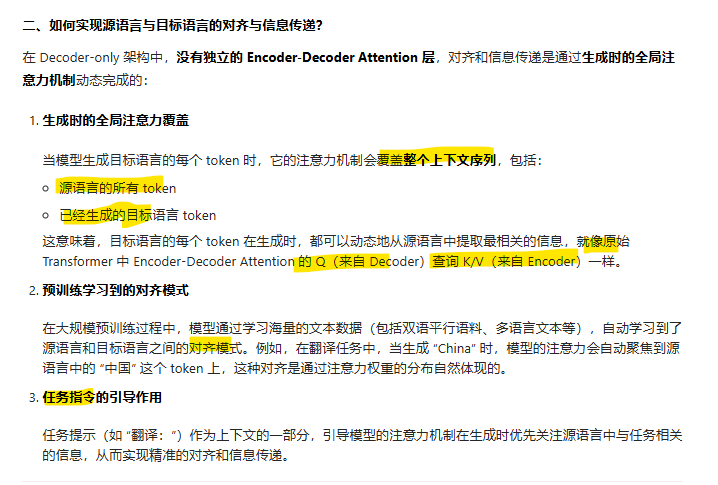 二、如何实现源语言与目标语言的对齐与信息传递？
在 Decoder-only 架构中，没有独立的 Encoder-Decoder Attention 层，对齐和信息传递是通过生成时的全局注
意力机制动态完成的：
1. 生成时的全局注意力覆盖
当模型生成目标语言的每个 token 时，它的注意力机制会覆盖整个上下文序列，包括：
○ 源语言的所有 token
○ 已经生成的目标语言 token
这意味着，目标语言的每个 token 在生成时，都可以动态地从源语言中提取最相关的信息，就像原始
Transformer 中 Encoder-Decoder Attention 的 Q（来自 Decoder）查询 K/V（来自 Encoder）一样。
2. 预训练学习到的对齐模式
在大规模预训练过程中，模型通过学习海量的文本数据（包括双语平行语料、多语言文本等），自动学习到了
源语言和目标语言之间的对齐模式。例如，在翻译任务中，当生成 “China” 时，模型的注意力会自动聚焦到源
语言中的 “中国” 这个 token 上，这种对齐是通过注意力权重的分布自然体现的。
3. 任务指令的引导作用
任务提示（如 “翻译：”）作为上下文的一部分，引导模型的注意力机制在生成时优先关注源语言中与任务相关
的信息，从而实现精准的对齐和信息传递。